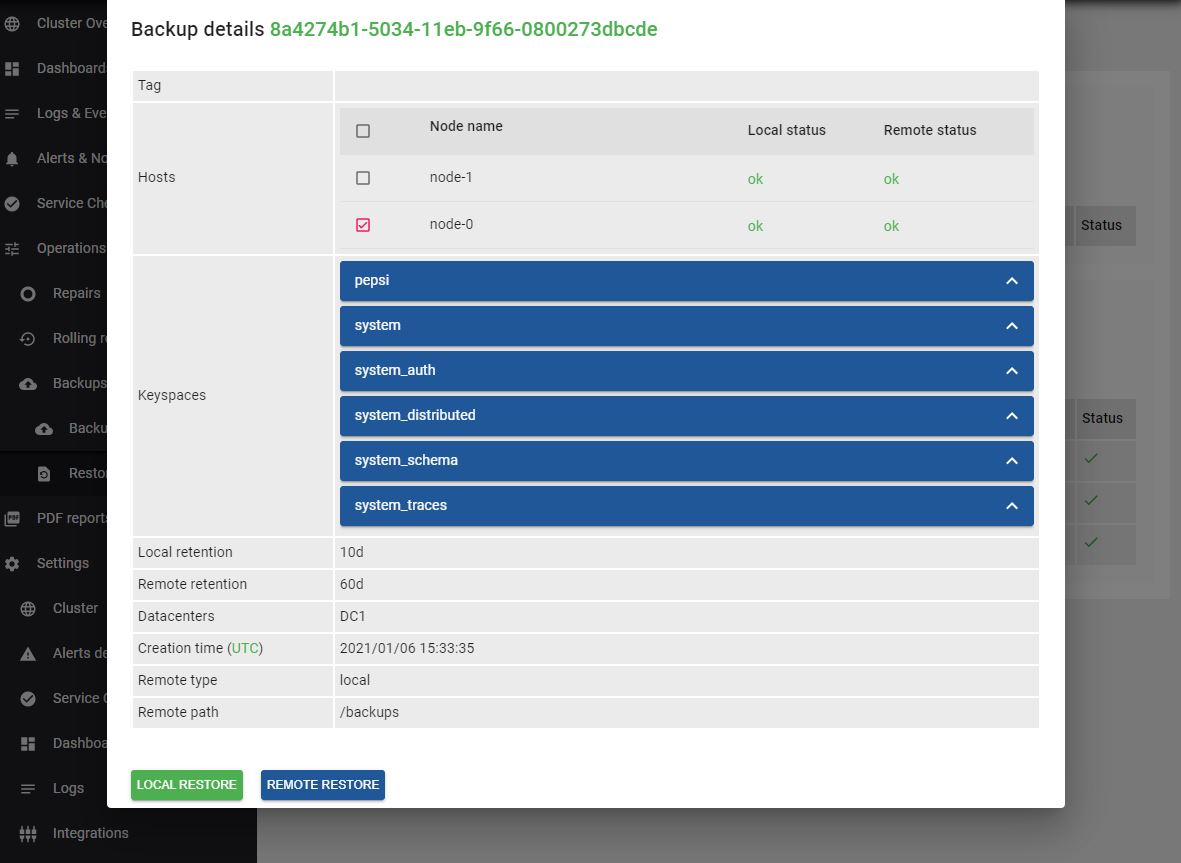 Backup details 8a4274b1-5034-11eb-9f66-0800273dbcde
Tag
Hosts
Node name Local status Remote status
node-1 ok ok
node-0 ok ok
Keyspaces
pepsi
system
system_auth
system_distributed
system_schema
system_traces
Local retention 10d
Remote retention 60d
Datacenters DC1
Creation time (UTC) 2021/01/06 15:33:35
Remote type local
Remote path /backups
LOCAL RESTORE REMOTE RESTORE
Cluster Ove
Dashboard
Logs & Eve
Alerts & No
Service Che
Operations
Repairs
Rolling r
Backups
Backu
Resto
PDF PDF reports
Settings
Cluster
Alerts de
Service C
Dashboa
Logs
Integrations
Status
Status